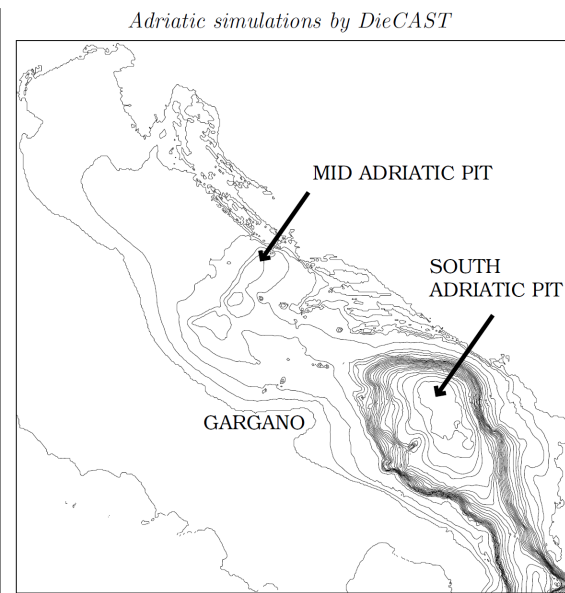 Adriatic simulations by DieCAST
MID ADRIATIC PIT
SOUTH
ADRIATIC PIT
GARGANO